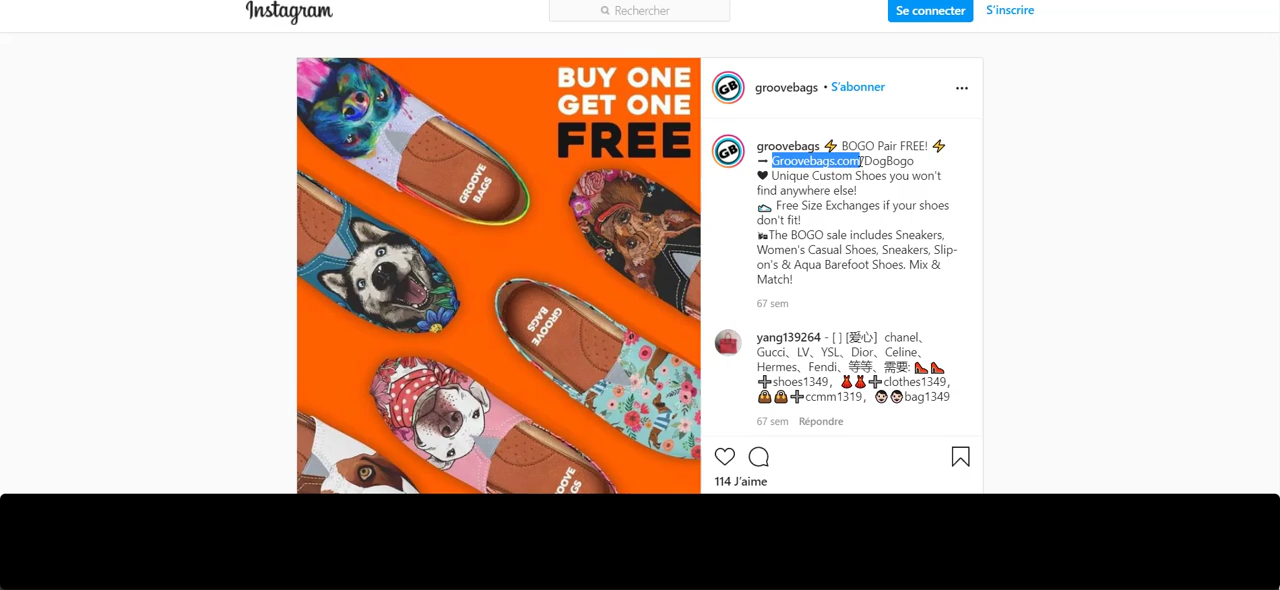 Instagram
Rechercher
Se connecter
S'inscrire
BUY ONE
GET ONE
FREE
GROOVE
BAGS
GROOVE
BAGS
GB
groovebags • S'abonner
GB
groovebags ⚡ BOGO Pair FREE! ⚡
→ Groovebags.com/DogBogo
♥ Unique Custom Shoes you won't
find anywhere else!
👟 Free Size Exchanges if your shoes
don't fit!
The BOGO sale includes Sneakers,
Women's Casual Shoes, Sneakers, Slip-
on's & Aqua Barefoot Shoes. Mix &
Match!
67 sem
yang139264 - [ ] [爱心] chanel、
Gucci、LV、YSL、Dior、Celine、
Hermes、Fendi、等等、需要: 👠👠
➕shoes1349，👗👗➕clothes1349，
👜👜➕ccmm1319，👩👩bag1349
67 sem Répondre
114 J'aime